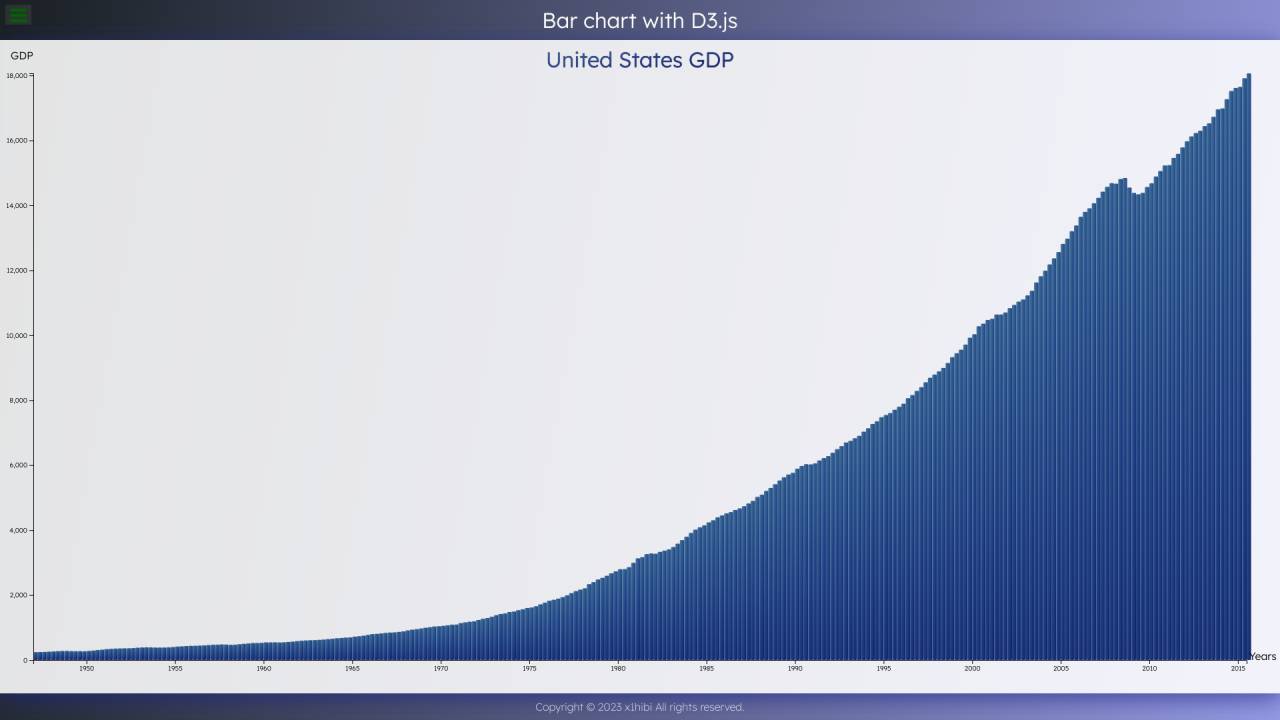 Bar chart with D3.js
GDP
United States GDP
18,000
16,000
14,000
12,000
10,000
8,000
6,000
4,000
2,000
0
1950 1955 1960 1965 1970 1975 1980 1985 1990 1995 2000 2005 2010 2015
Years
Copyright © 2023 x1hibi All rights reserved.